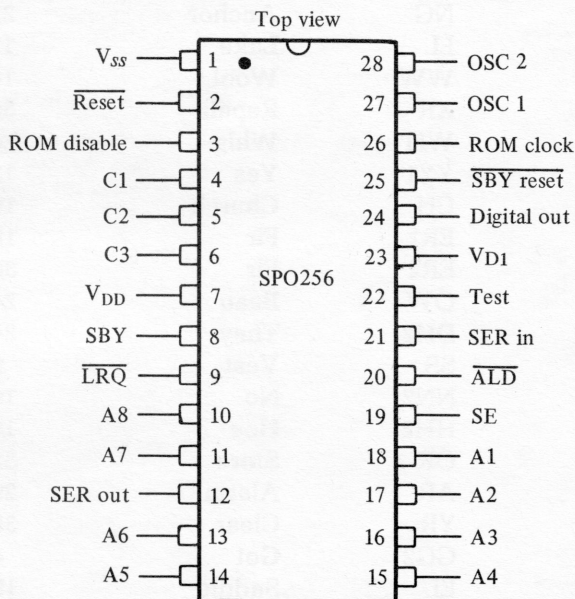 Top view
VSS 1 28 OSC 2
Reset 2 27 OSC 1
ROM disable 3 26 ROM clock
C1 4 25 SBY reset
C2 5 24 Digital out
C3 6 23 VD1
SPO256
VDD 7 22 Test
SBY 8 21 SER in
LRQ 9 20 ALD
A8 10 19 SE
A7 11 18 A1
SER out 12 17 A2
A6 13 16 A3
A5 14 15 A4